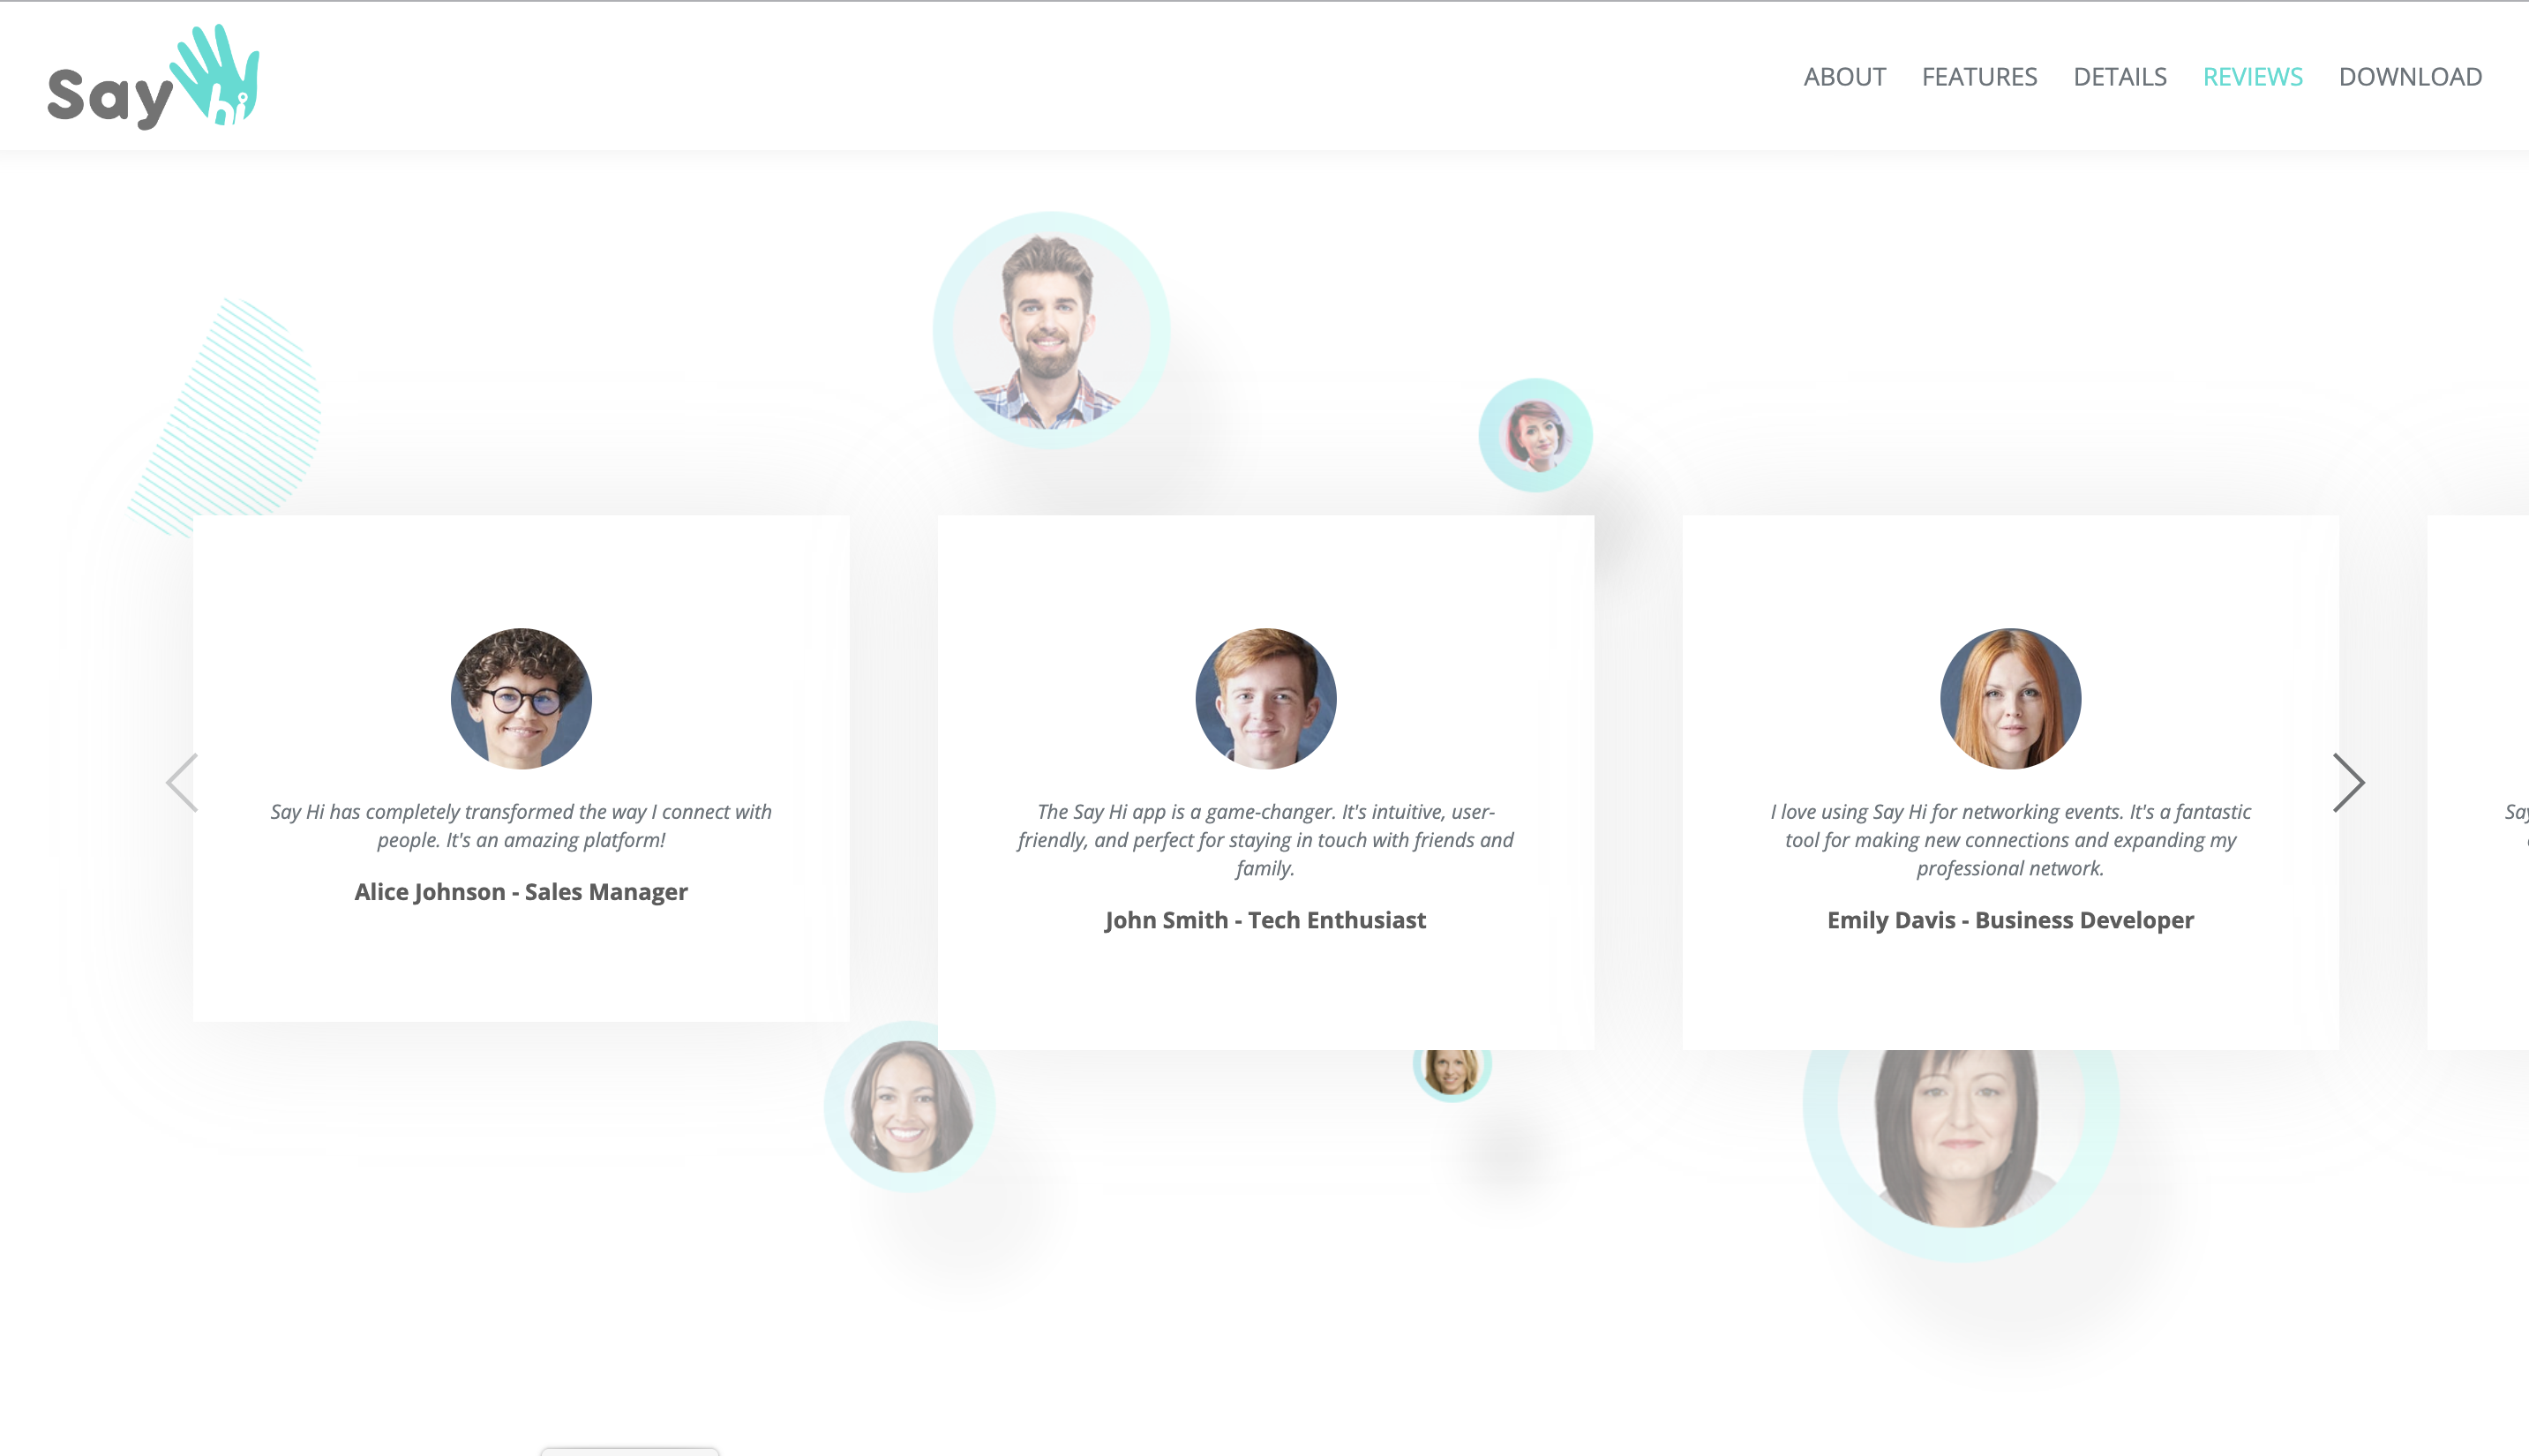 Say hi
ABOUT FEATURES DETAILS REVIEWS DOWNLOAD
Say Hi has completely transformed the way I connect with
people. It's an amazing platform!
Alice Johnson - Sales Manager
The Say Hi app is a game-changer. It's intuitive, user-
friendly, and perfect for staying in touch with friends and
family.
John Smith - Tech Enthusiast
I love using Say Hi for networking events. It's a fantastic
tool for making new connections and expanding my
professional network.
Emily Davis - Business Developer